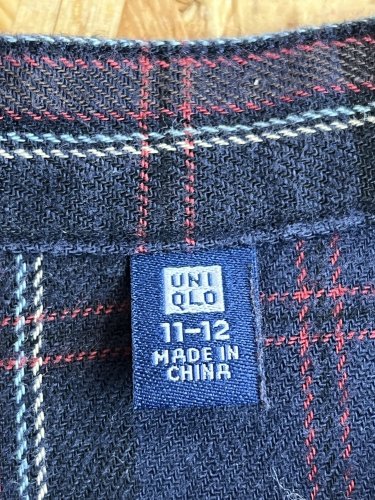 UNI
QLO
11-12
MADE IN
CHINA